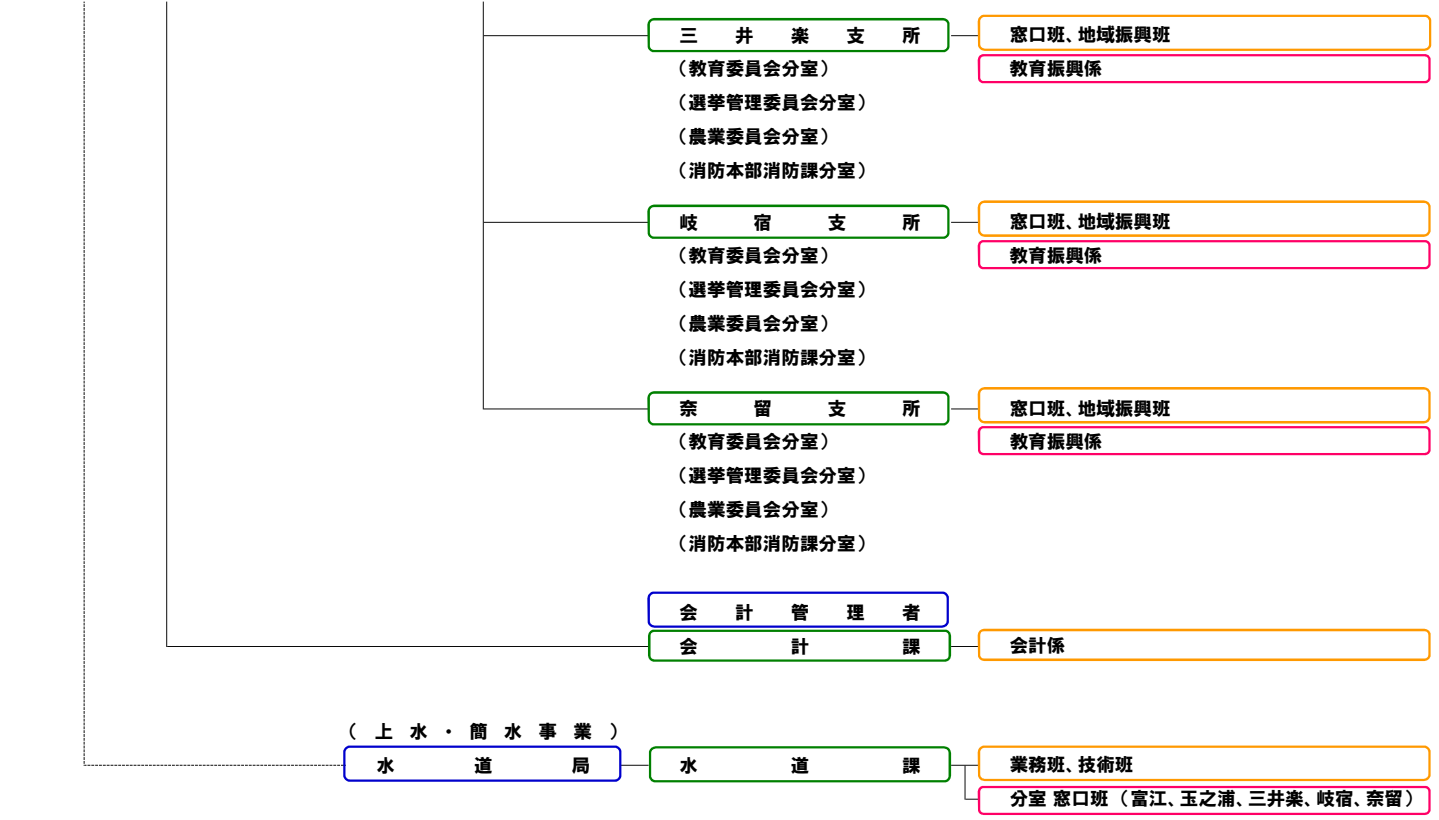 三井楽支所 窓口班、地域振興班
（教育委員会分室） 教育振興係
（選挙管理委員会分室）
（農業委員会分室）
（消防本部消防課分室）
岐宿支所 窓口班、地域振興班
（教育委員会分室） 教育振興係
（選挙管理委員会分室）
（農業委員会分室）
（消防本部消防課分室）
奈留支所 窓口班、地域振興班
（教育委員会分室） 教育振興係
（選挙管理委員会分室）
（農業委員会分室）
（消防本部消防課分室）
会計管理者
会計課 会計係
（上水・簡水事業）
水道局 水道課 業務班、技術班
分室 窓口班（富江、玉之浦、三井楽、岐宿、奈留）